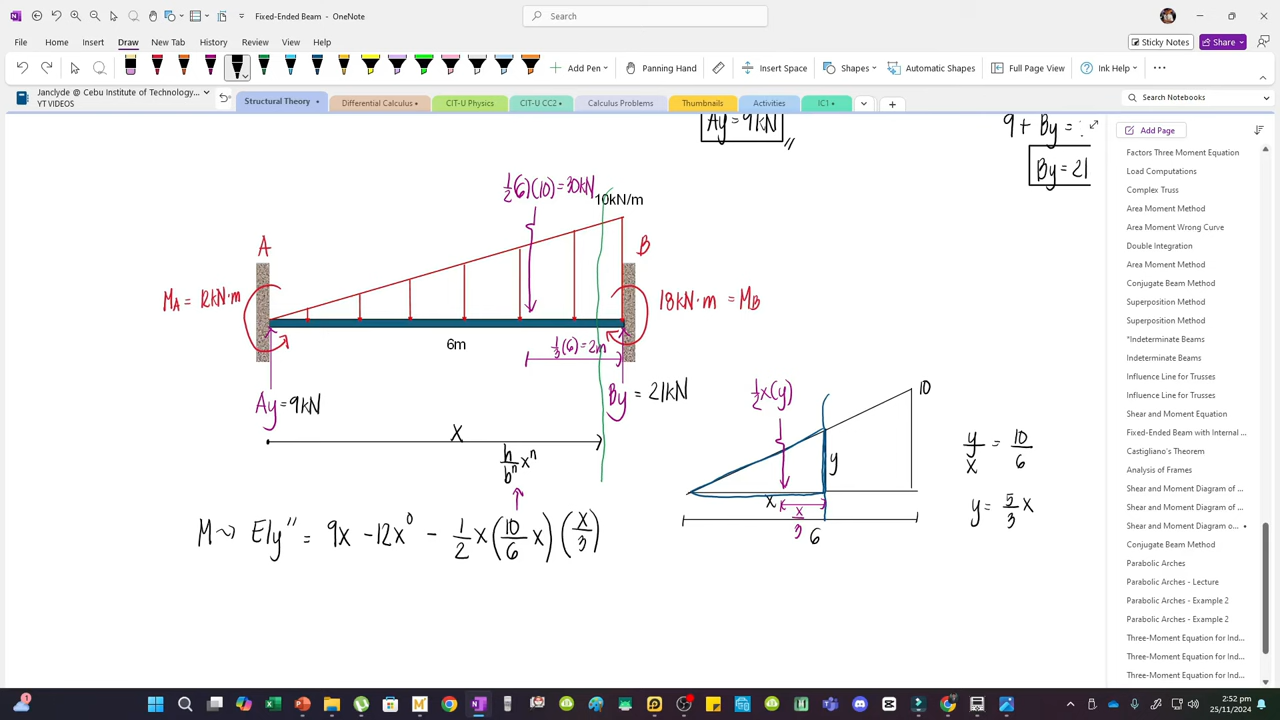 Fixed-Ended Beam - OneNote
Search
File Home Insert Draw New Tab History Review View Help
Sticky Notes Share
Add Pen Panning Hand Insert Space Shapes Automatic Shapes Full Page View Ink Help
Janclyde @ Cebu Institute of Technology...
YT VIDEOS
Structural Theory Differential Calculus CIT-U Physics CIT-U CC2 Calculus Problems Thumbnails Activities IC1
Search Notebooks
Add Page
Factors Three Moment Equation
Load Computations
Complex Truss
Area Moment Method
Area Moment Wrong Curve
Double Integration
Area Moment Method
Conjugate Beam Method
Superposition Method
Superposition Method
*Indeterminate Beams
Indeterminate Beams
Influence Line for Trusses
Influence Line for Trusses
Shear and Moment Equation
Fixed-Ended Beam with Internal ...
Castigliano's Theorem
Analysis of Frames
Shear and Moment Diagram of ...
Shear and Moment Diagram of ...
Shear and Moment Diagram o...
Conjugate Beam Method
Parabolic Arches
Parabolic Arches - Lecture
Parabolic Arches - Example 2
Parabolic Arches - Example 2
Three-Moment Equation for Ind...
Three-Moment Equation for Ind...
Three-Moment Equation for Ind...
Ay = 9kN
9 + By =
By = 21
1/2(6)(10) = 30kN
10kN/m
A
B
MA = 12kN·m
18kN·m = MB
6m
1/3(6) = 2m
Ay = 9kN
By = 21kN
x
h/bⁿ xⁿ
M ~> EIy" = 9x - 12x⁰ - 1/2 x (10/6 x) (x/3)
1/2 x(y)
10
y
x
x/3
6
y/x = 10/6
y = 5/3 x
2:52 pm
25/11/2024